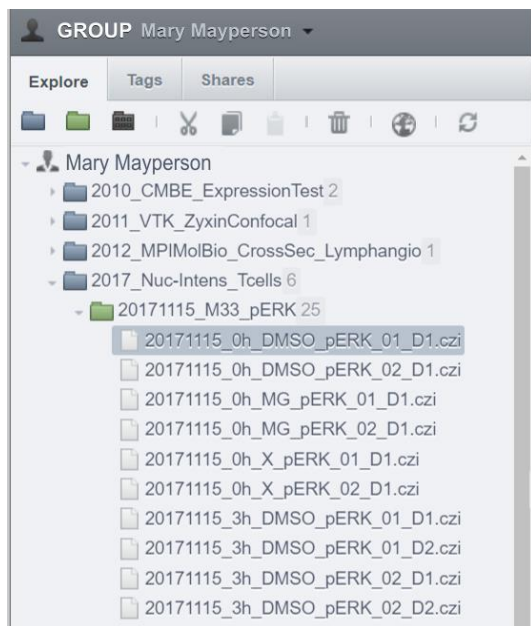 GROUP Mary Mayperson
Explore Tags Shares
Mary Mayperson
2010_CMBE_ExpressionTest 2
2011_VTK_ZyxinConfocal 1
2012_MPIMolBio_CrossSec_Lymphangio 1
2017_Nuc-Intens_Tcells 6
20171115_M33_pERK 25
20171115_0h_DMSO_pERK_01_D1.czi
20171115_0h_DMSO_pERK_02_D1.czi
20171115_0h_MG_pERK_01_D1.czi
20171115_0h_MG_pERK_02_D1.czi
20171115_0h_X_pERK_01_D1.czi
20171115_0h_X_pERK_02_D1.czi
20171115_3h_DMSO_pERK_01_D1.czi
20171115_3h_DMSO_pERK_01_D2.czi
20171115_3h_DMSO_pERK_02_D1.czi
20171115_3h_DMSO_pERK_02_D2.czi